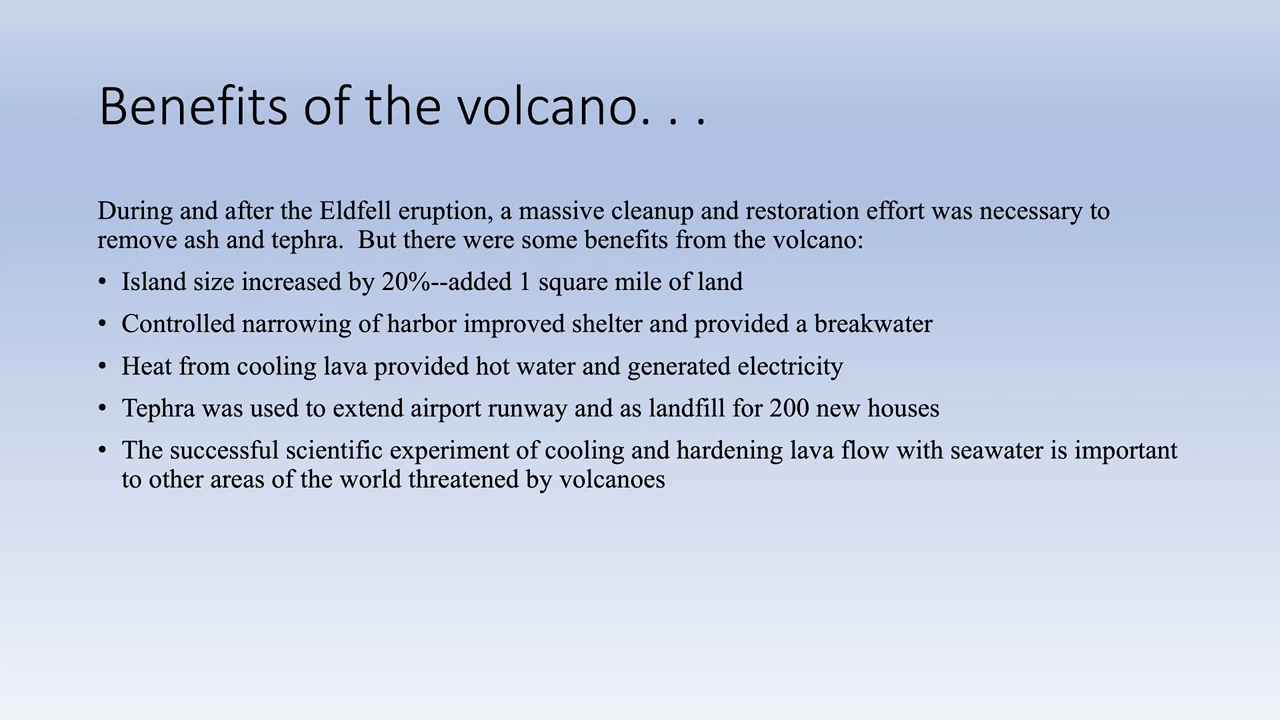 Benefits of the volcano. . .
During and after the Eldfell eruption, a massive cleanup and restoration effort was necessary to
remove ash and tephra.  But there were some benefits from the volcano:
• Island size increased by 20%--added 1 square mile of land
• Controlled narrowing of harbor improved shelter and provided a breakwater
• Heat from cooling lava provided hot water and generated electricity
• Tephra was used to extend airport runway and as landfill for 200 new houses
• The successful scientific experiment of cooling and hardening lava flow with seawater is important
to other areas of the world threatened by volcanoes